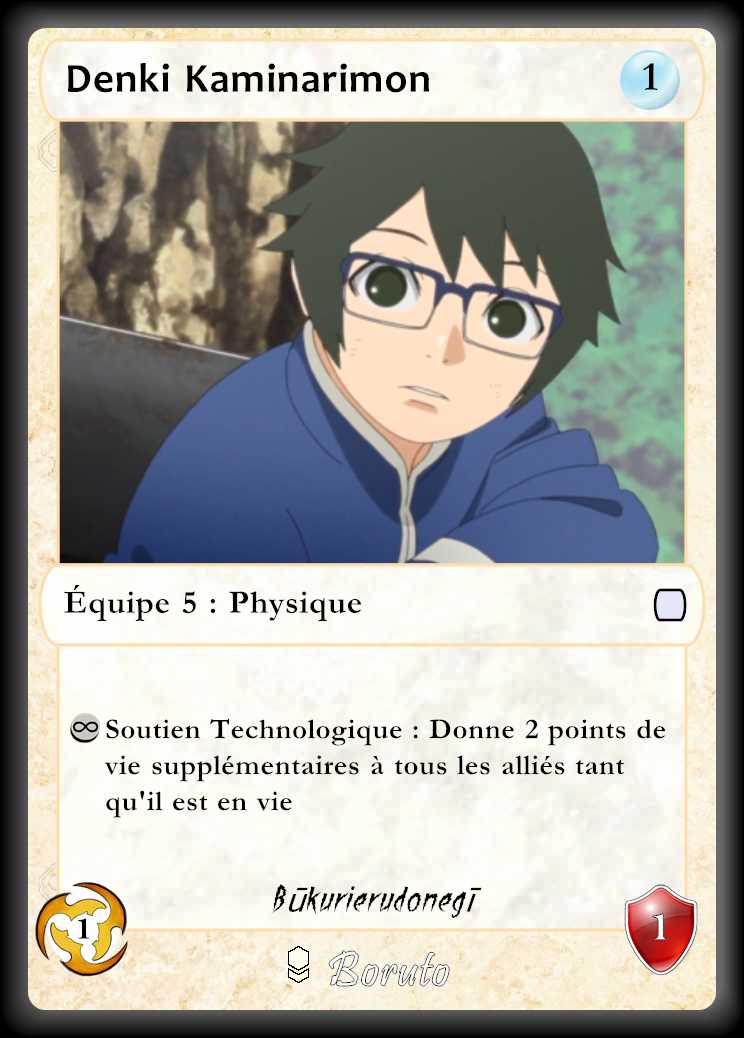 Denki Kaminarimon
1
Équipe 5 : Physique
Soutien Technologique : Donne 2 points de
vie supplémentaires à tous les alliés tant
qu'il est en vie
Būkurierudonegī
1
1
Boruto